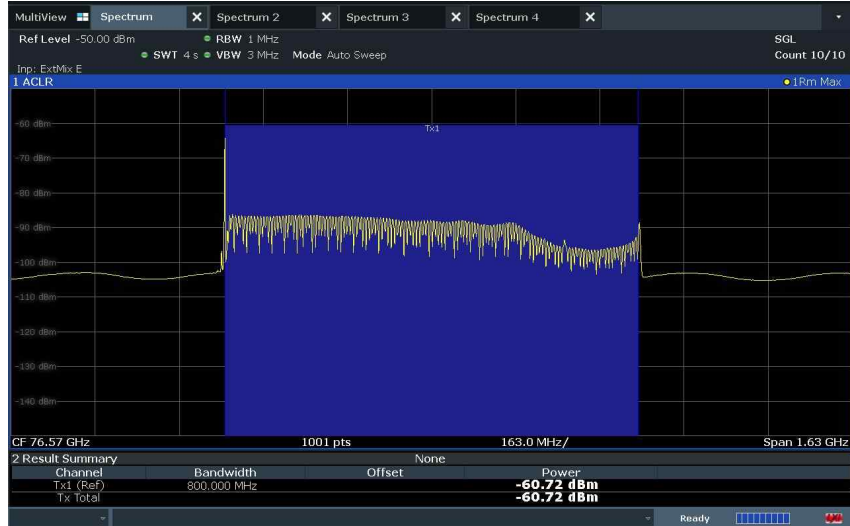 MultiView Spectrum X Spectrum 2 X Spectrum 3 X Spectrum 4 X
Ref Level -50.00 dBm RBW 1 MHz SGL
SWT 4 s VBW 3 MHz Mode Auto Sweep Count 10/10
Inp: ExtMix E
1 ACLR 1Rm Max
-60 dBm
Tx1
-70 dBm
-80 dBm
-90 dBm
-100 dBm
-110 dBm
-120 dBm
-130 dBm
-140 dBm
CF 76.57 GHz 1001 pts 163.0 MHz/ Span 1.63 GHz
2 Result Summary None
Channel Bandwidth Offset Power
Tx1 (Ref) 800.000 MHz -60.72 dBm
Tx Total -60.72 dBm
Ready